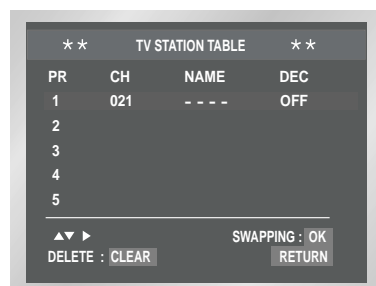 ** TV STATION TABLE **
PR CH NAME DEC
1 021 - - - - OFF
2
3
4
5
▲▼ ▶ SWAPPING : OK
DELETE : CLEAR RETURN